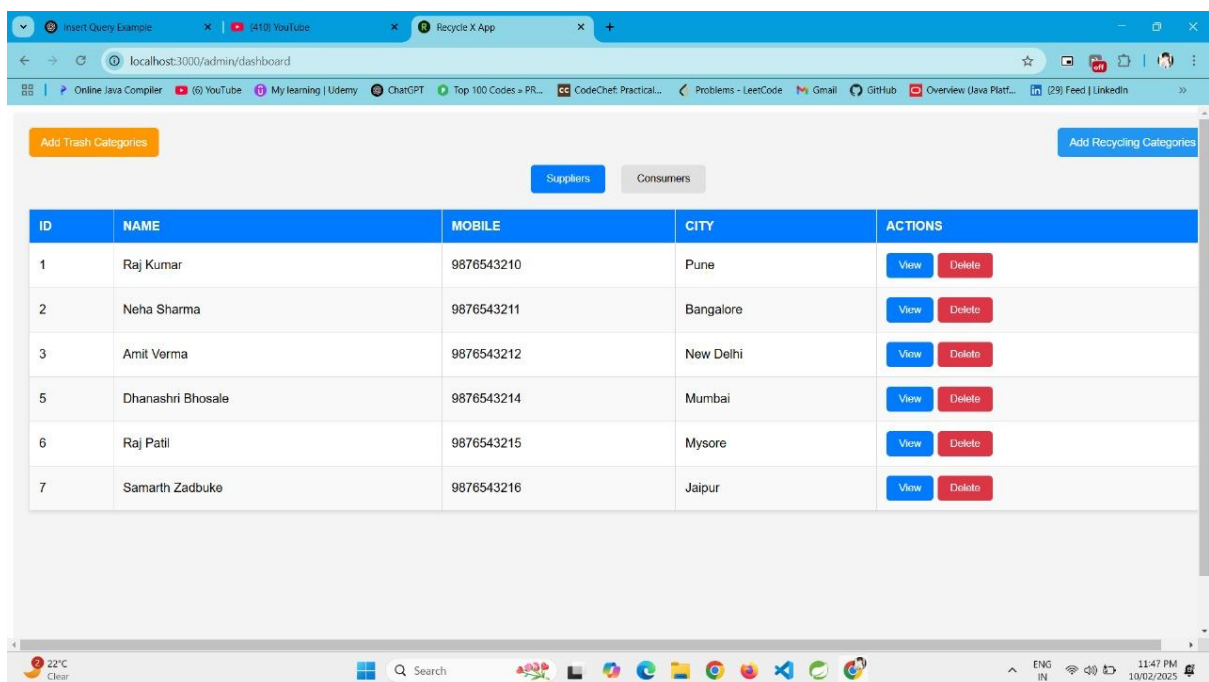 Insert Query Example
(410) YouTube
Recycle X App
localhost:3000/admin/dashboard
Online Java Compiler (6) YouTube My learning | Udemy ChatGPT Top 100 Codes » PR... CodeChef: Practical... Problems - LeetCode Gmail GitHub Overview (Java Platf... (29) Feed | LinkedIn
Add Trash Categories Add Recycling Categories
Suppliers Consumers
ID NAME MOBILE CITY ACTIONS
1 Raj Kumar 9876543210 Pune View Delete
2 Neha Sharma 9876543211 Bangalore View Delete
3 Amit Verma 9876543212 New Delhi View Delete
5 Dhanashri Bhosale 9876543214 Mumbai View Delete
6 Raj Patil 9876543215 Mysore View Delete
7 Samarth Zadbuke 9876543216 Jaipur View Delete
2 22°C
Clear
Search
ENG
IN
11:47 PM
10/02/2025